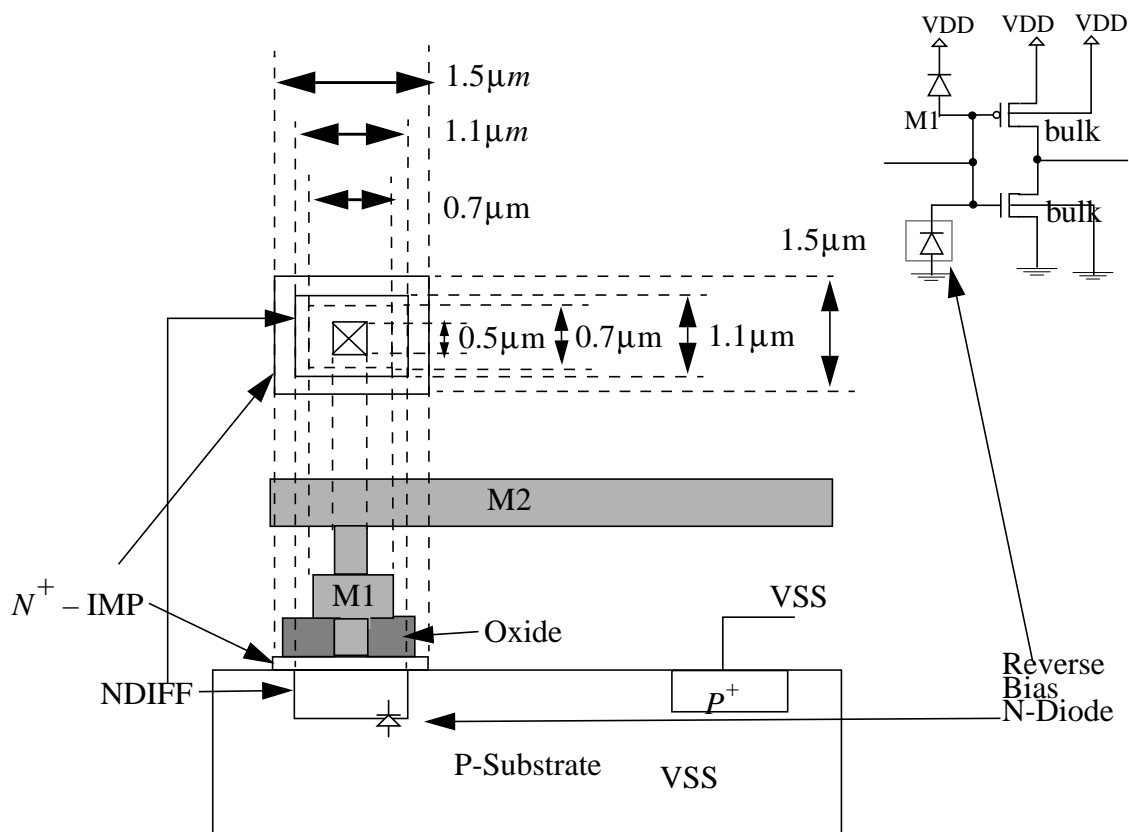 VDD
VDD
VDD
1.5μm
1.1μm
M1
bulk
0.7μm
bulk
1.5μm
0.5μm
0.7μm
1.1μm
M2
N+ – IMP
M1
VSS
Oxide
Reverse
Bias
N-Diode
NDIFF
P+
P-Substrate
VSS